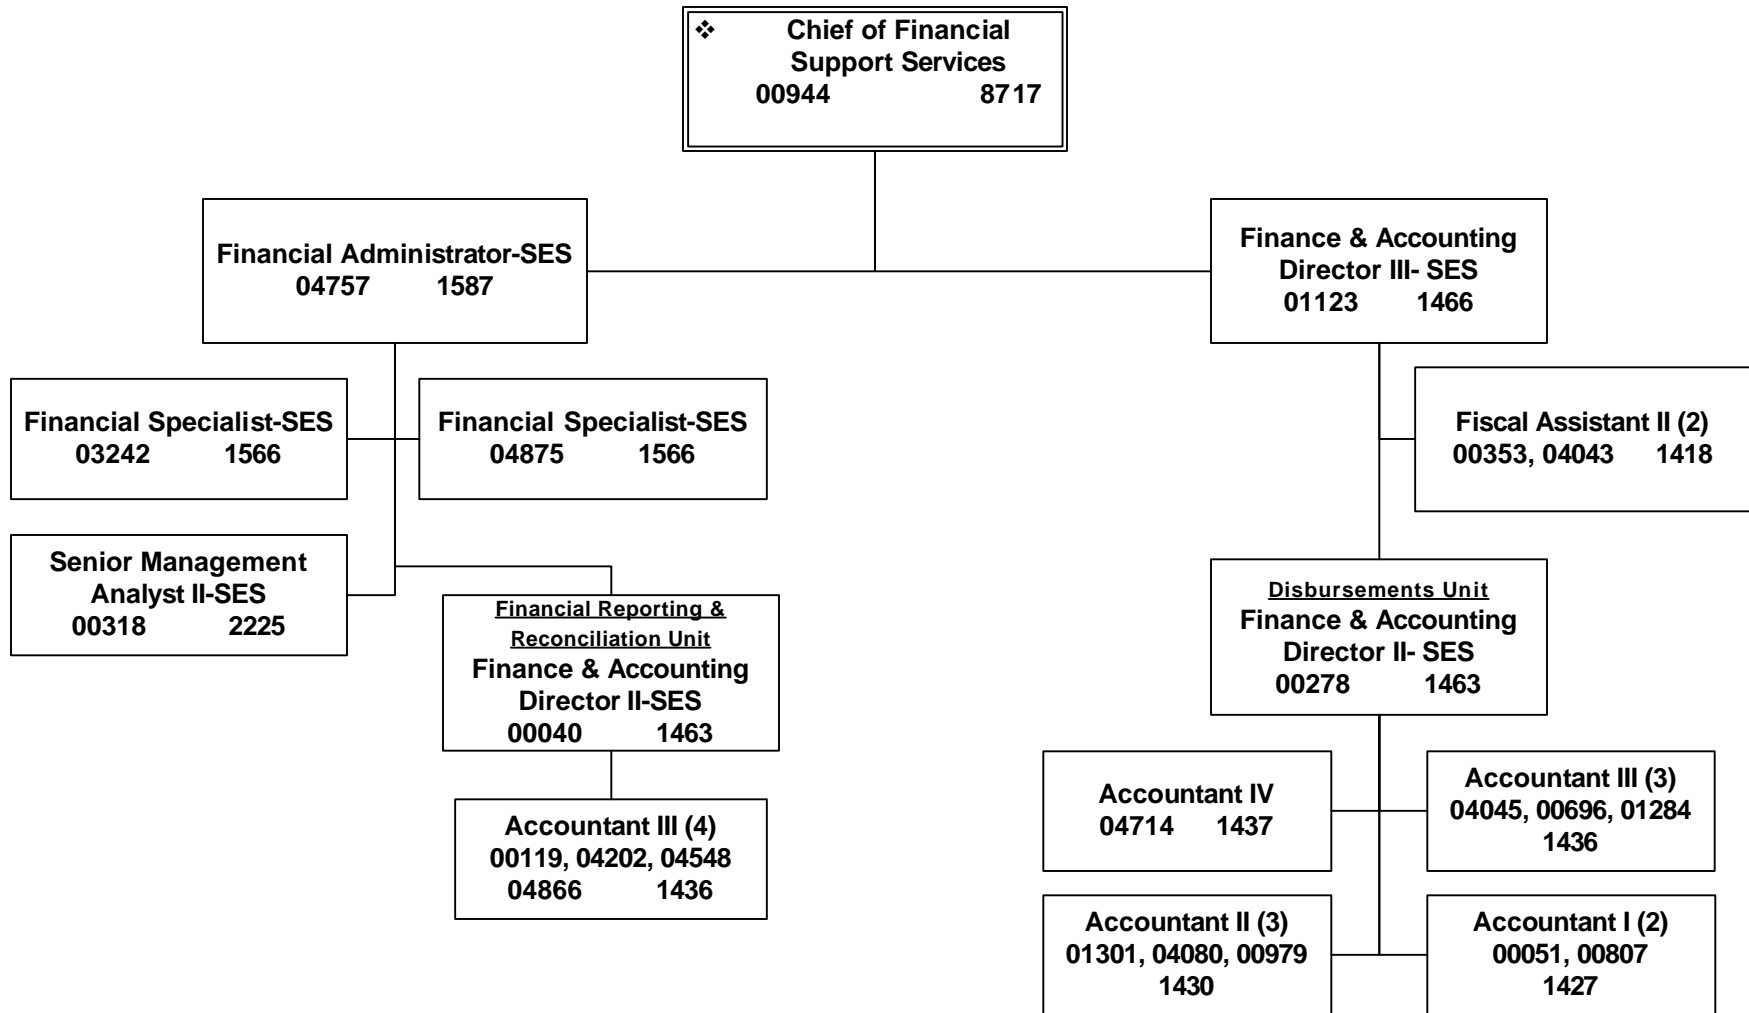 ❖ Chief of Financial
Support Services
00944 8717
Financial Administrator-SES
04757 1587
Finance & Accounting
Director III- SES
01123 1466
Financial Specialist-SES
03242 1566
Financial Specialist-SES
04875 1566
Fiscal Assistant II (2)
00353, 04043 1418
Senior Management
Analyst II-SES
00318 2225
Financial Reporting &
Reconciliation Unit
Finance & Accounting
Director II-SES
00040 1463
Disbursements Unit
Finance & Accounting
Director II- SES
00278 1463
Accountant III (4)
00119, 04202, 04548
04866 1436
Accountant IV
04714 1437
Accountant III (3)
04045, 00696, 01284
1436
Accountant II (3)
01301, 04080, 00979
1430
Accountant I (2)
00051, 00807
1427